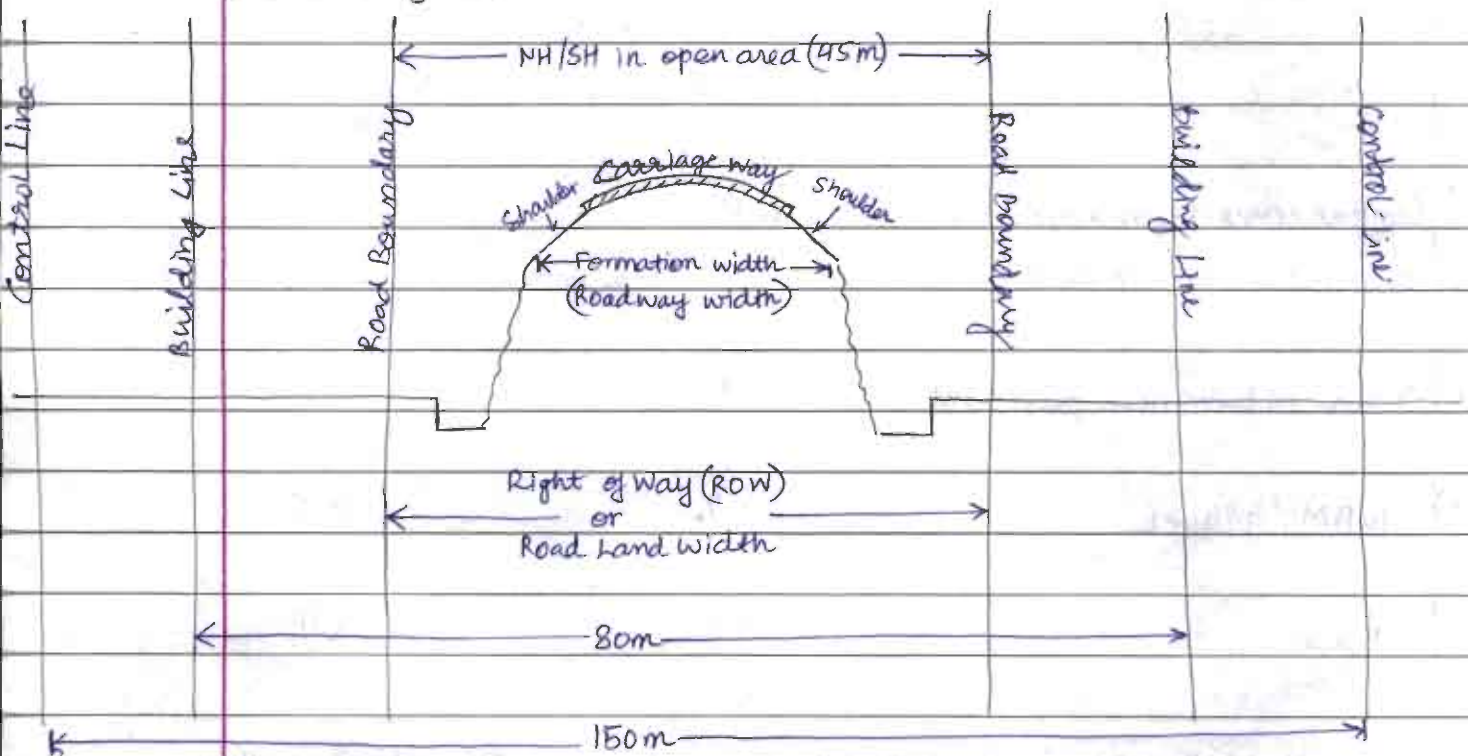 NH/SH in open area (45m)
Control Line
Building Line
Road Boundary
Shoulder
Carriage way
Shoulder
Road Boundary
Building Line
Control Line
Formation width
(Roadway width)
Right of Way (ROW)
or
Road Land Width
80m
150m